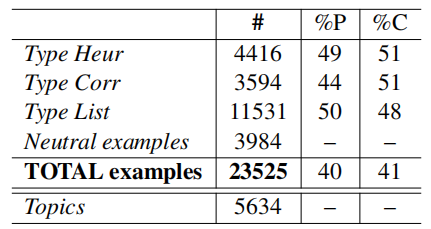 # %P %C
Type Heur 4416 49 51
Type Corr 3594 44 51
Type List 11531 50 48
Neutral examples 3984 – –
TOTAL examples 23525 40 41
Topics 5634 – –